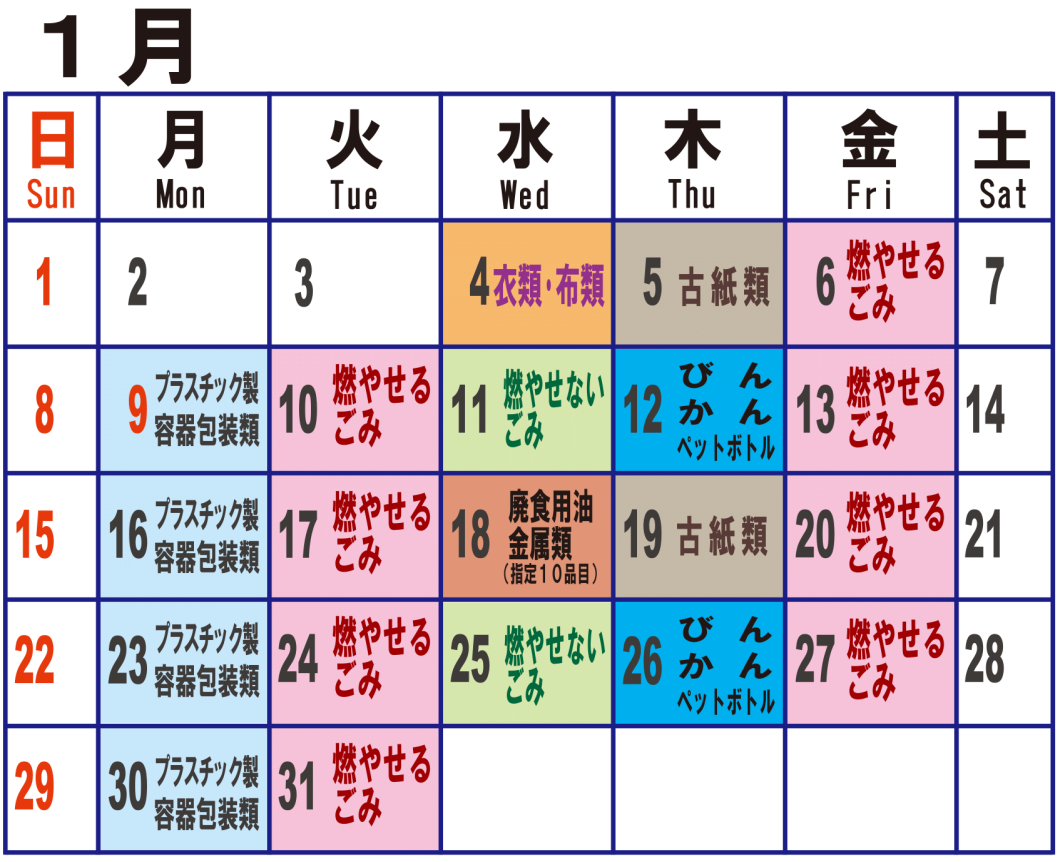 1月
日 月 火 水 木 金 土
Sun Mon Tue Wed Thu Fri Sat
1
2
3
4 衣類・布類
5 古紙類
6 燃やせる
ごみ
7
8
9 プラスチック製
容器包装類
10 燃やせる
ごみ
11 燃やせない
ごみ
12 びん
かん
ペットボトル
13 燃やせる
ごみ
14
15
16 プラスチック製
容器包装類
17 燃やせる
ごみ
18 廃食用油
金属類
(指定10品目)
19 古紙類
20 燃やせる
ごみ
21
22
23 プラスチック製
容器包装類
24 燃やせる
ごみ
25 燃やせない
ごみ
26 びん
かん
ペットボトル
27 燃やせる
ごみ
28
29
30 プラスチック製
容器包装類
31 燃やせる
ごみ